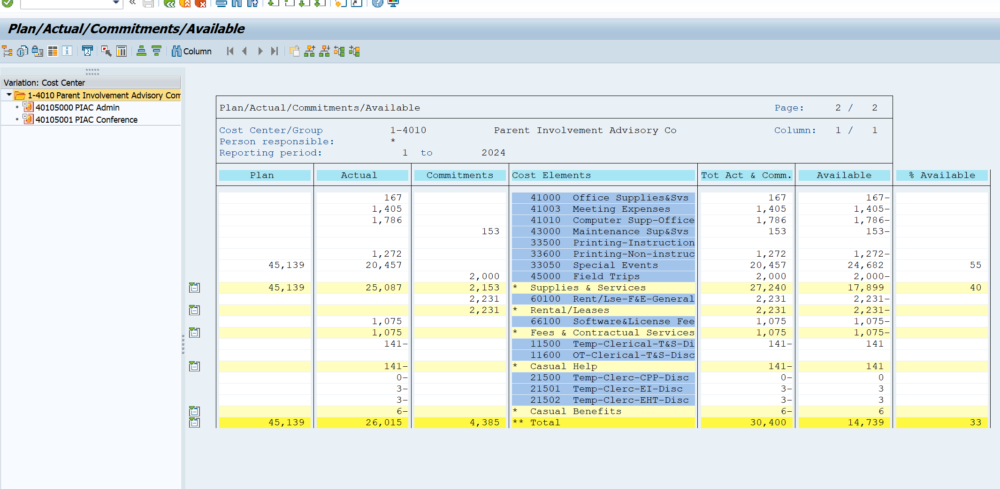 Plan/Actual/Commitments/Available
Column
Variation: Cost Center
1-4010 Parent Involvement Advisory Com
40105000 PIAC Admin
40105001 PIAC Conference
Plan/Actual/Commitments/Available Page: 2 / 2
Cost Center/Group 1-4010 Parent Involvement Advisory Co Column: 1 / 1
Person responsible: *
Reporting period: 1 to 2024
Plan Actual Commitments Cost Elements Tot Act & Comm. Available % Available
167 41000 Office Supplies&Svs 167 167-
1,405 41003 Meeting Expenses 1,405 1,405-
1,786 41010 Computer Supp-Office 1,786 1,786-
153 43000 Maintenance Sup&Svs 153 153-
33500 Printing-Instruction
1,272 33600 Printing-Non-instruc 1,272 1,272-
45,139 20,457 33050 Special Events 20,457 24,682 55
2,000 45000 Field Trips 2,000 2,000-
45,139 25,087 2,153 * Supplies & Services 27,240 17,899 40
2,231 60100 Rent/Lse-F&E-General 2,231 2,231-
2,231 * Rental/Leases 2,231 2,231-
1,075 66100 Software&License Fee 1,075 1,075-
1,075 * Fees & Contractual Services 1,075 1,075-
141- 11500 Temp-Clerical-T&S-Di 141- 141
11600 OT-Clerical-T&S-Disc
141- * Casual Help 141- 141
0- 21500 Temp-Clerc-CPP-Disc 0- 0
3- 21501 Temp-Clerc-EI-Disc 3- 3
3- 21502 Temp-Clerc-EHT-Disc 3- 3
6- * Casual Benefits 6- 6
45,139 26,015 4,385 ** Total 30,400 14,739 33